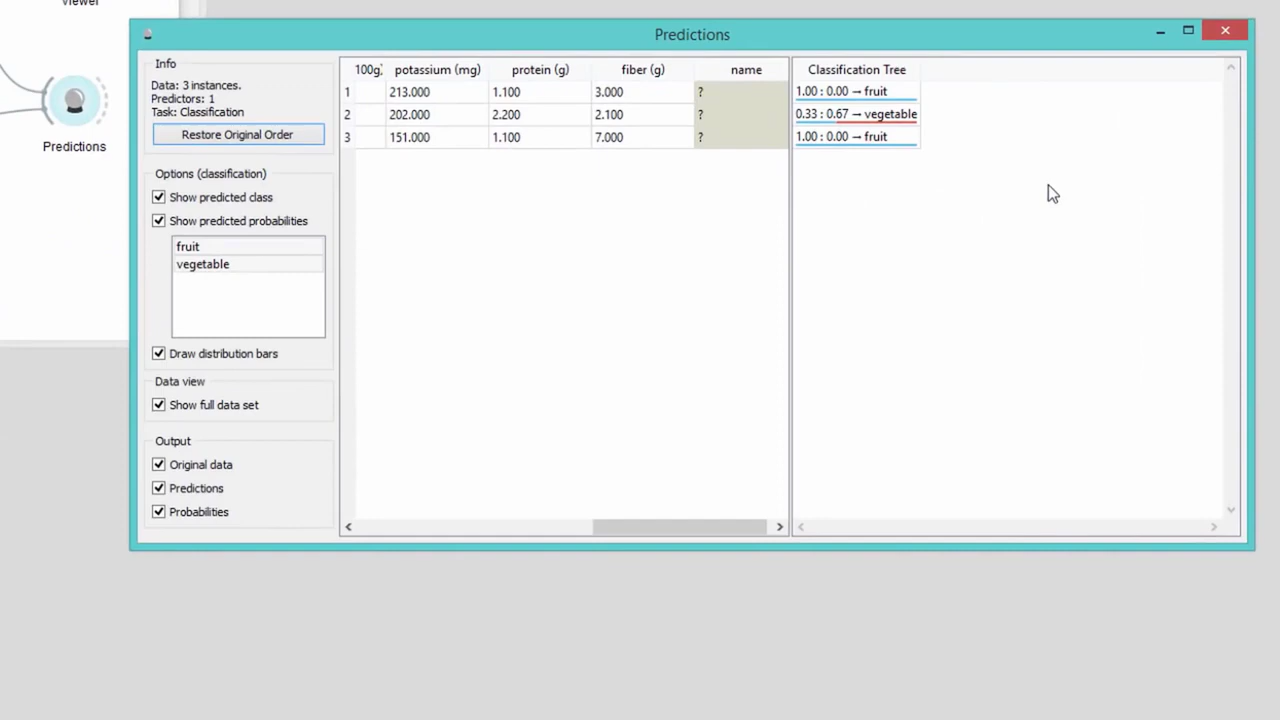 Viewer
Predictions
Predictions
Info
Data: 3 instances.
Predictors: 1
Task: Classification
Restore Original Order
Options (classification)
Show predicted class
Show predicted probabilities
fruit
vegetable
Draw distribution bars
Data view
Show full data set
Output
Original data
Predictions
Probabilities
100g) potassium (mg) protein (g) fiber (g) name Classification Tree
1 213.000 1.100 3.000 ? 1.00 : 0.00 → fruit
2 202.000 2.200 2.100 ? 0.33 : 0.67 → vegetable
3 151.000 1.100 7.000 ? 1.00 : 0.00 → fruit